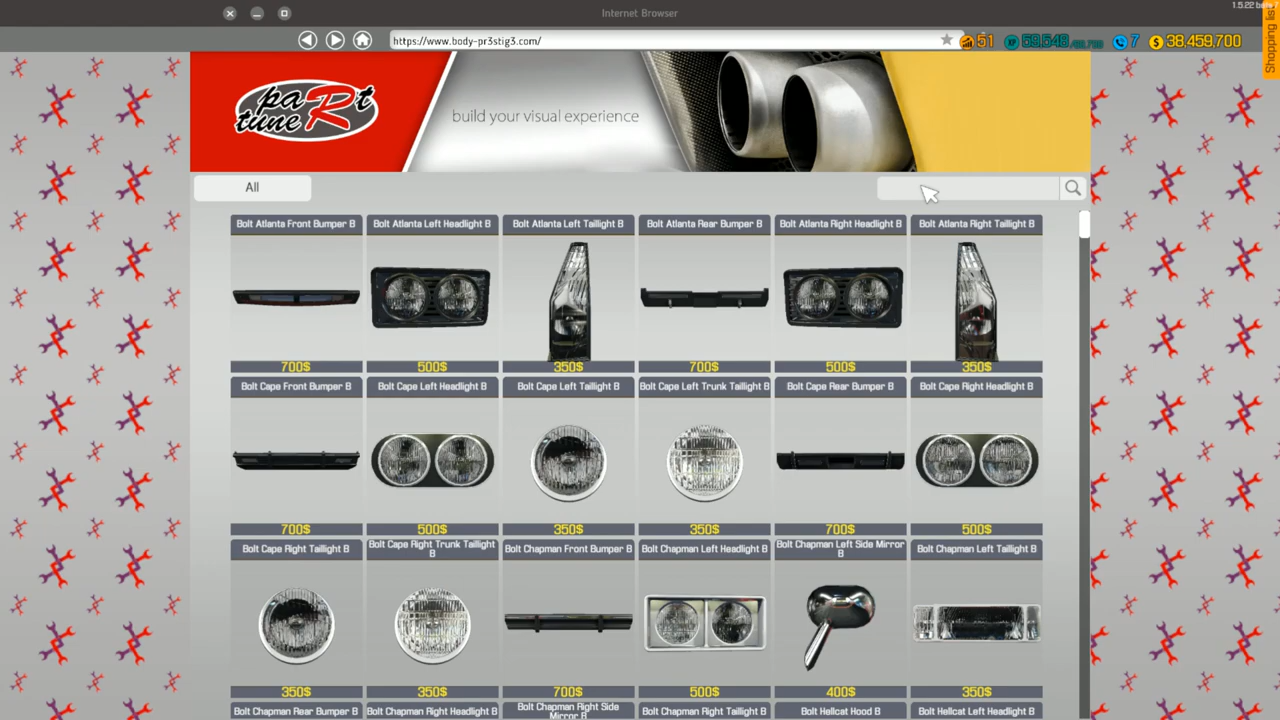 Internet Browser
1.5.22 beta
https://www.body-pr3stig3.com/
51
XP
59,548
7
$
38,459,700
Shopping list
paRt
tuneR
build your visual experience
All
Bolt Atlanta Front Bumper B
Bolt Atlanta Left Headlight B
Bolt Atlanta Left Taillight B
Bolt Atlanta Rear Bumper B
Bolt Atlanta Right Headlight B
Bolt Atlanta Right Taillight B
700$
500$
350$
700$
500$
350$
Bolt Cape Front Bumper B
Bolt Cape Left Headlight B
Bolt Cape Left Taillight B
Bolt Cape Left Trunk Taillight B
Bolt Cape Rear Bumper B
Bolt Cape Right Headlight B
700$
500$
350$
350$
700$
500$
Bolt Cape Right Taillight B
Bolt Cape Right Trunk Taillight
B
Bolt Chapman Front Bumper B
Bolt Chapman Left Headlight B
Bolt Chapman Left Side Mirror
B
Bolt Chapman Left Taillight B
350$
350$
700$
500$
400$
350$
Bolt Chapman Rear Bumper B
Bolt Chapman Right Headlight B
Bolt Chapman Right Side
Mirror B
Bolt Chapman Right Taillight B
Bolt Hellcat Hood B
Bolt Hellcat Left Headlight B